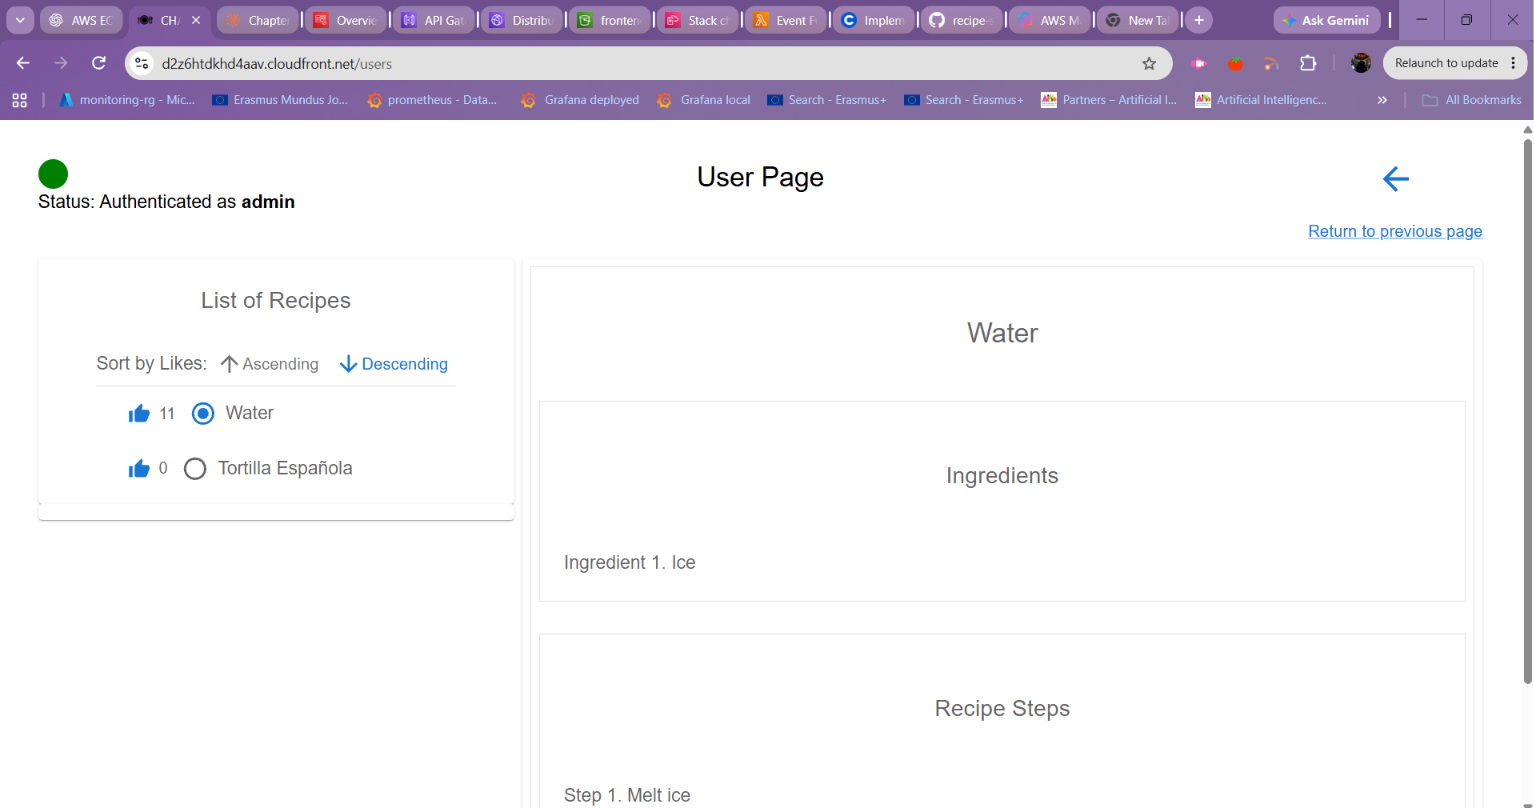 AWS EC
CH
Chapter
Overvie
API Gat
Distribu
fronten
Stack d
Event F
Implem
recipe-s
AWS M
New Ta
Ask Gemini
d2z6htdkhd4aav.cloudfront.net/users
Relaunch to update
monitoring-rg - Mic...
Erasmus Mundus Jo...
prometheus - Data...
Grafana deployed
Grafana local
Search - Erasmus+
Search - Erasmus+
Partners – Artificial I...
Artificial Intelligenc...
All Bookmarks
Status: Authenticated as admin
User Page
Return to previous page
List of Recipes
Sort by Likes: Ascending Descending
11 Water
0 Tortilla Española
Water
Ingredients
Ingredient 1. Ice
Recipe Steps
Step 1. Melt ice